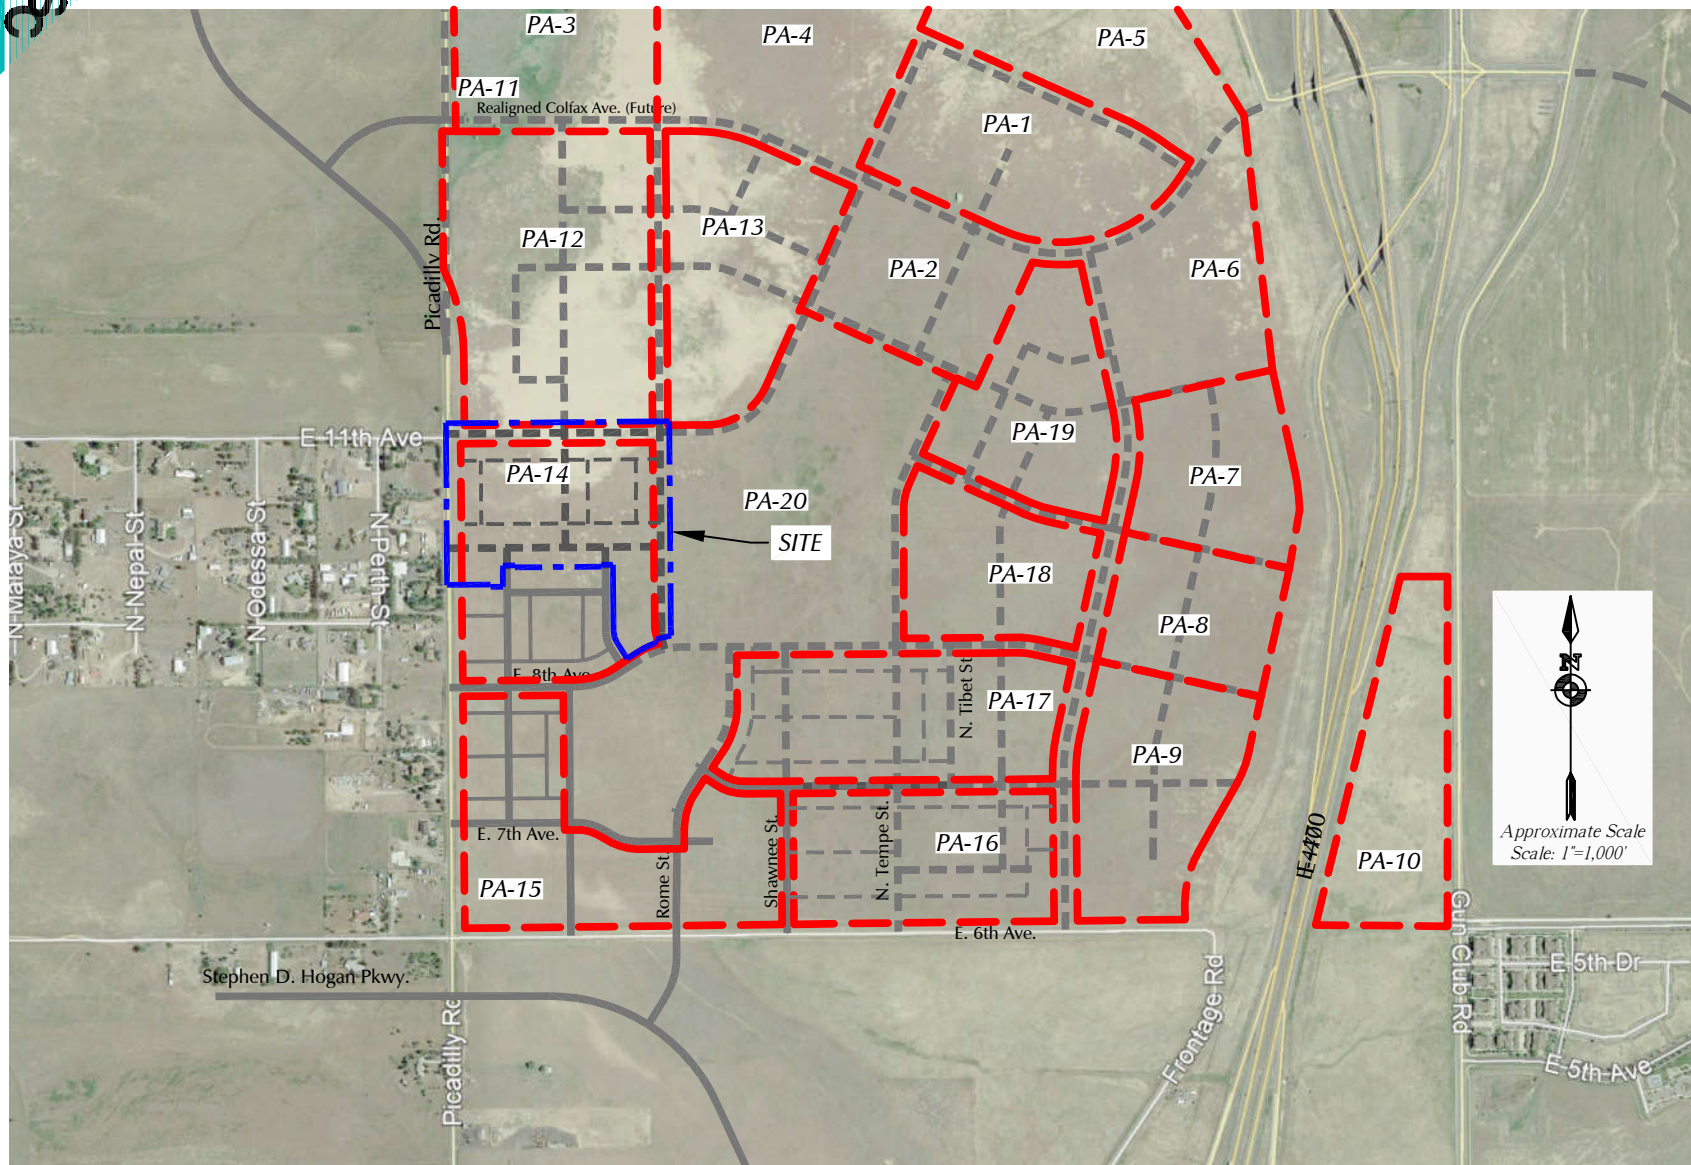 PA-3
PA-4
PA-5
PA-11
Realigned Colfax Ave. (Future)
PA-1
Picadilly Rd.
PA-12
PA-13
PA-2
PA-6
E 11th Ave
PA-14
PA-19
PA-7
PA-20
SITE
N Malaya St
N Nepal St
N Odessa St
N Perth St
PA-18
PA-8
E. 8th Ave
N. Tibet St
PA-17
PA-9
E. 7th Ave.
PA-15
Rome St.
Shawnee St.
N. Tempe St.
PA-16
E-470
PA-10
Approximate Scale
Scale: 1"=1,000'
E. 6th Ave.
Stephen D. Hogan Pkwy.
Picadilly Rd
Frontage Rd
Gun Club Rd
E 5th Dr
E 5th Ave